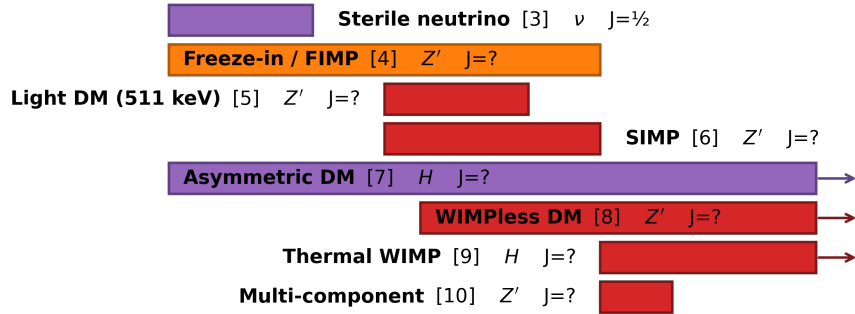 Sterile neutrino [3] ν J=½
Freeze-in / FIMP [4] Z′ J=?
Light DM (511 keV) [5] Z′ J=?
SIMP [6] Z′ J=?
Asymmetric DM [7] H J=?
WIMPless DM [8] Z′ J=?
Thermal WIMP [9] H J=?
Multi-component [10] Z′ J=?